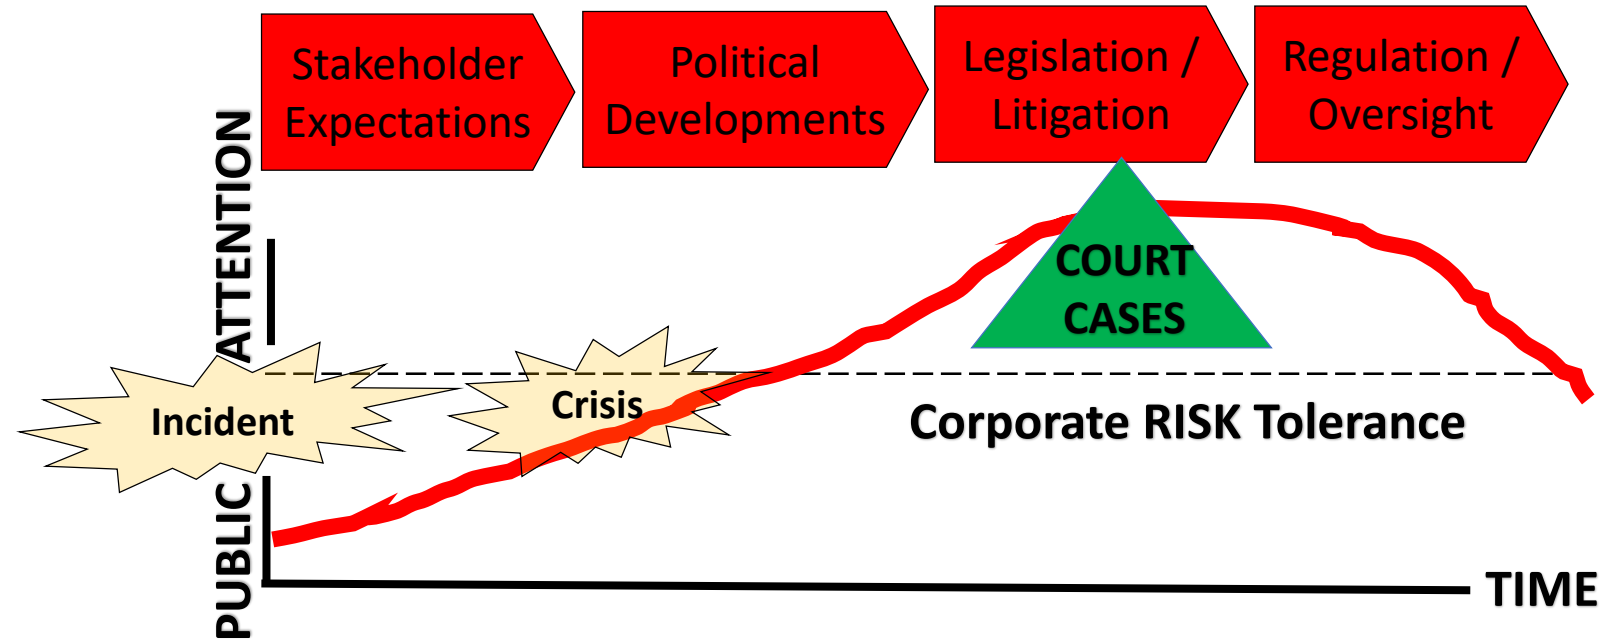 Stakeholder
Expectations
Political
Developments
Legislation /
Litigation
Regulation /
Oversight
PUBLIC ATTENTION
COURT
CASES
Incident
Crisis
Corporate RISK Tolerance
TIME